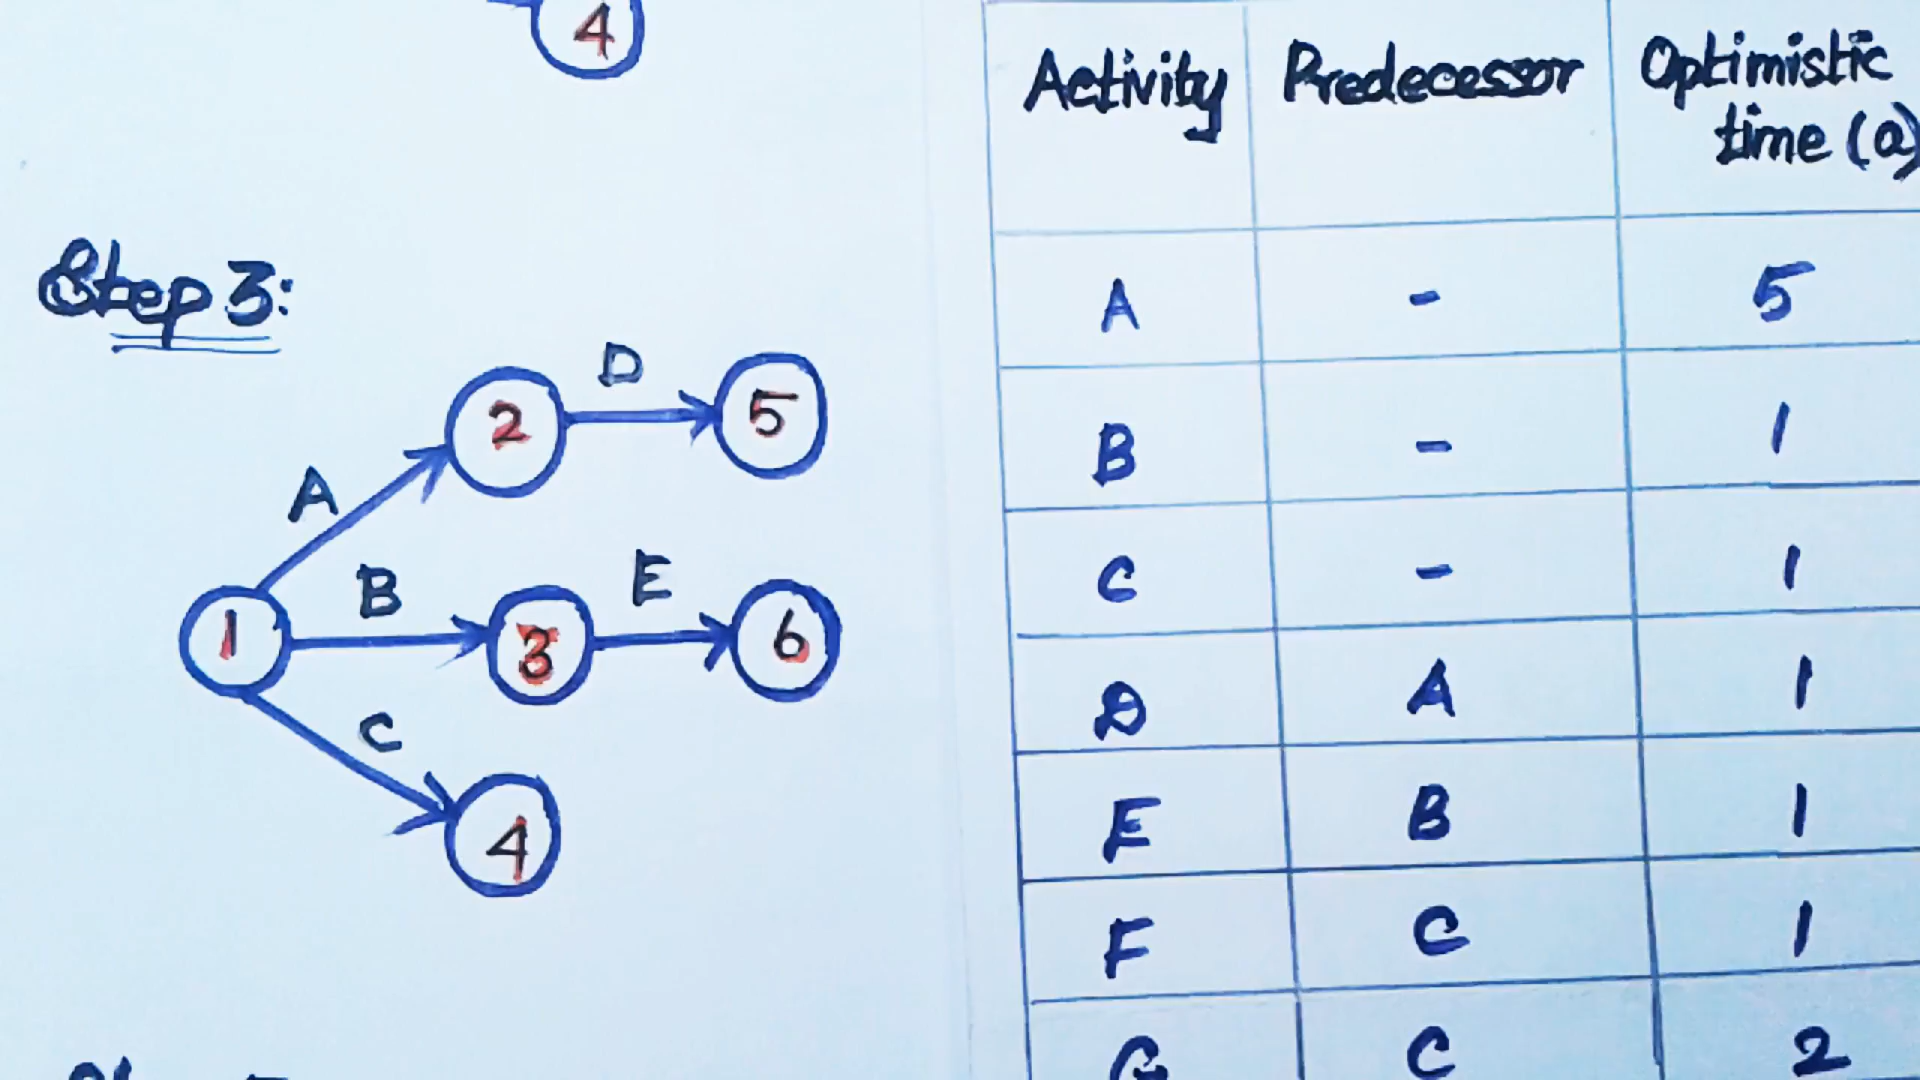 4
Step 3:
A
B
C
D
E
1
2
3
4
5
6
Activity Predecessor Optimistic time (a)
A - 5
B - 1
C - 1
D A 1
E B 1
F C 1
G C 2